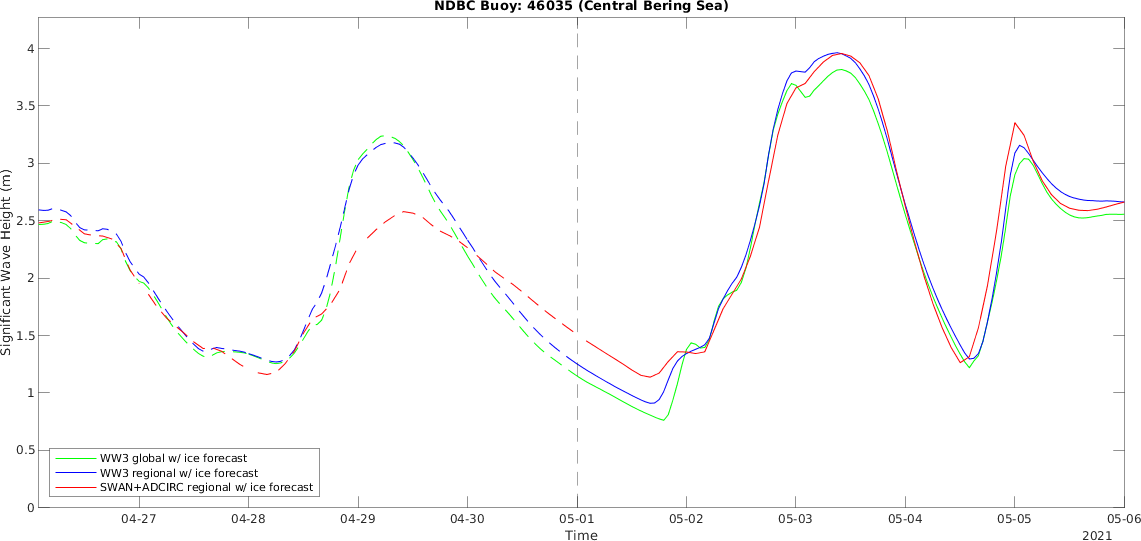 NDBC Buoy: 46035 (Central Bering Sea)
Significant Wave Height (m)
4
3.5
3
2.5
2
1.5
1
0.5
0
WW3 global w/ ice forecast
WW3 regional w/ ice forecast
SWAN+ADCIRC regional w/ ice forecast
04-27 04-28 04-29 04-30 05-01 05-02 05-03 05-04 05-05 05-06
Time
2021